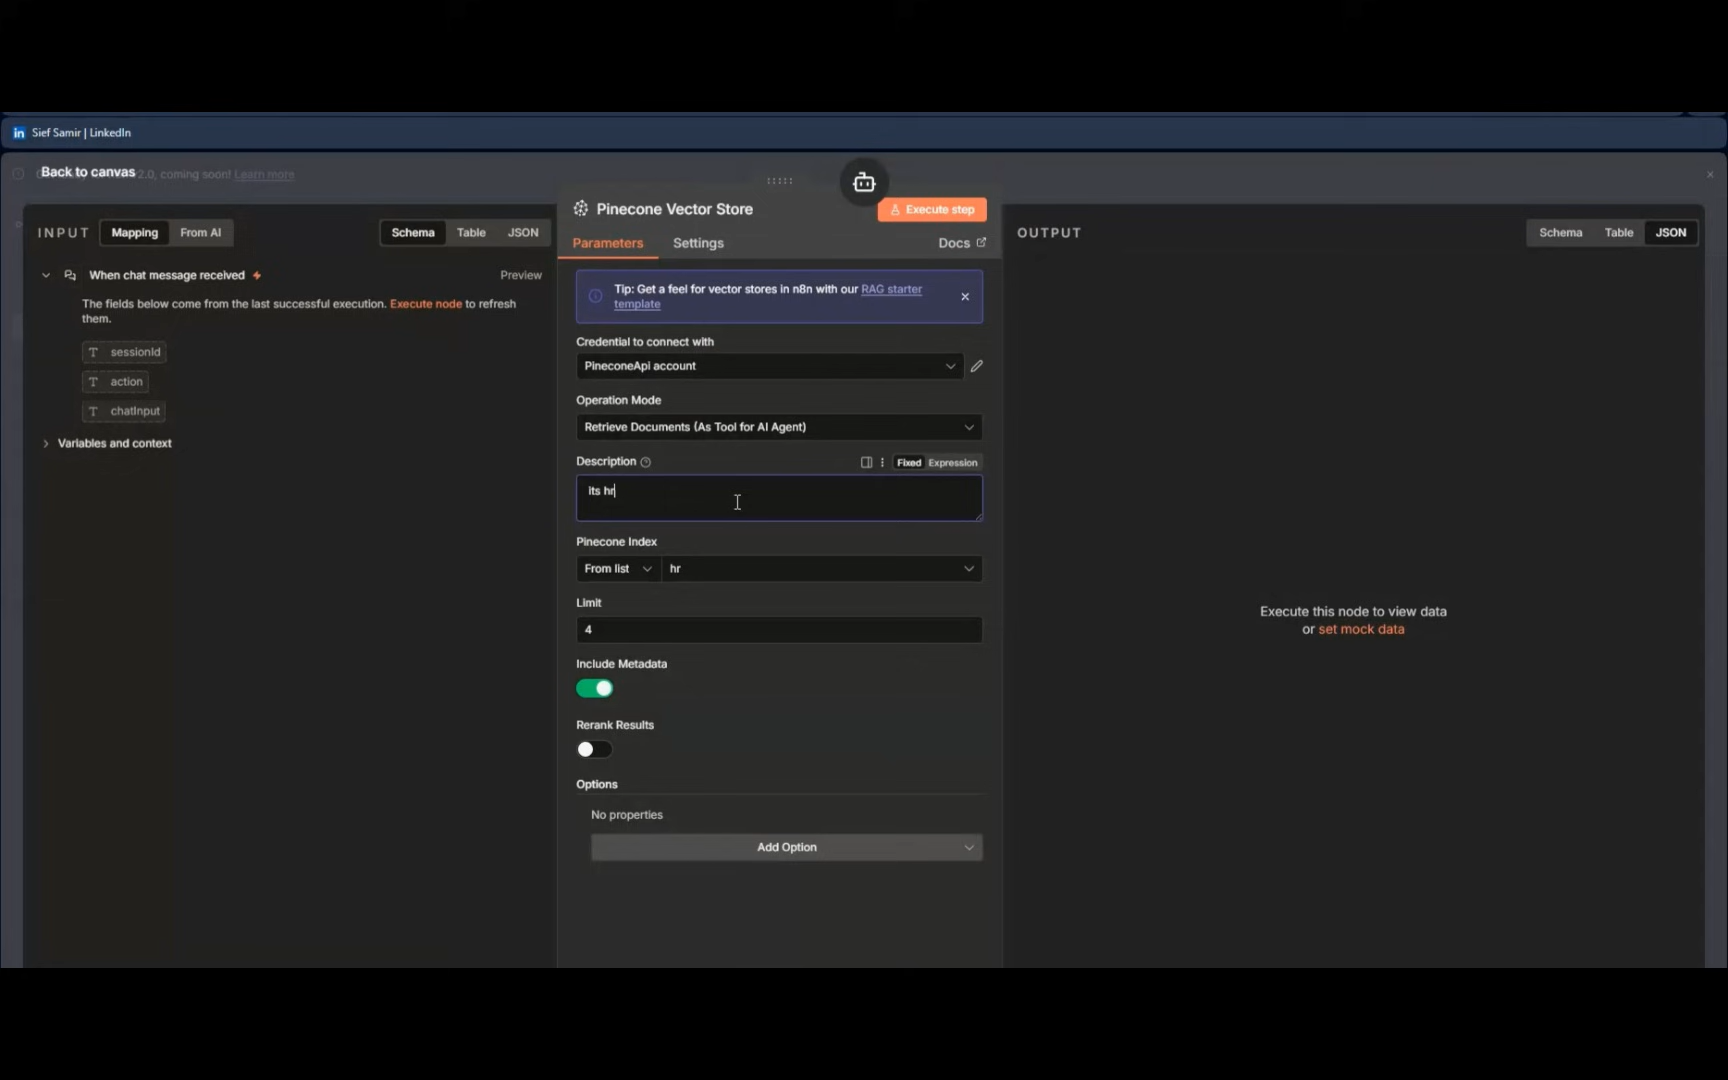 Sief Samir | LinkedIn
Back to canvas
2.0, coming soon! Learn more
INPUT
Mapping
From AI
Schema
Table
JSON
When chat message received
Preview
The fields below come from the last successful execution. Execute node to refresh
them.
T sessionId
T action
T chatInput
Variables and context
Pinecone Vector Store
Execute step
Parameters
Settings
Docs
Tip: Get a feel for vector stores in n8n with our RAG starter
template
Credential to connect with
PineconeApi account
Operation Mode
Retrieve Documents (As Tool for AI Agent)
Description
Fixed
Expression
its hr
Pinecone Index
From list
hr
Limit
4
Include Metadata
Rerank Results
Options
No properties
Add Option
OUTPUT
Schema
Table
JSON
Execute this node to view data
or set mock data